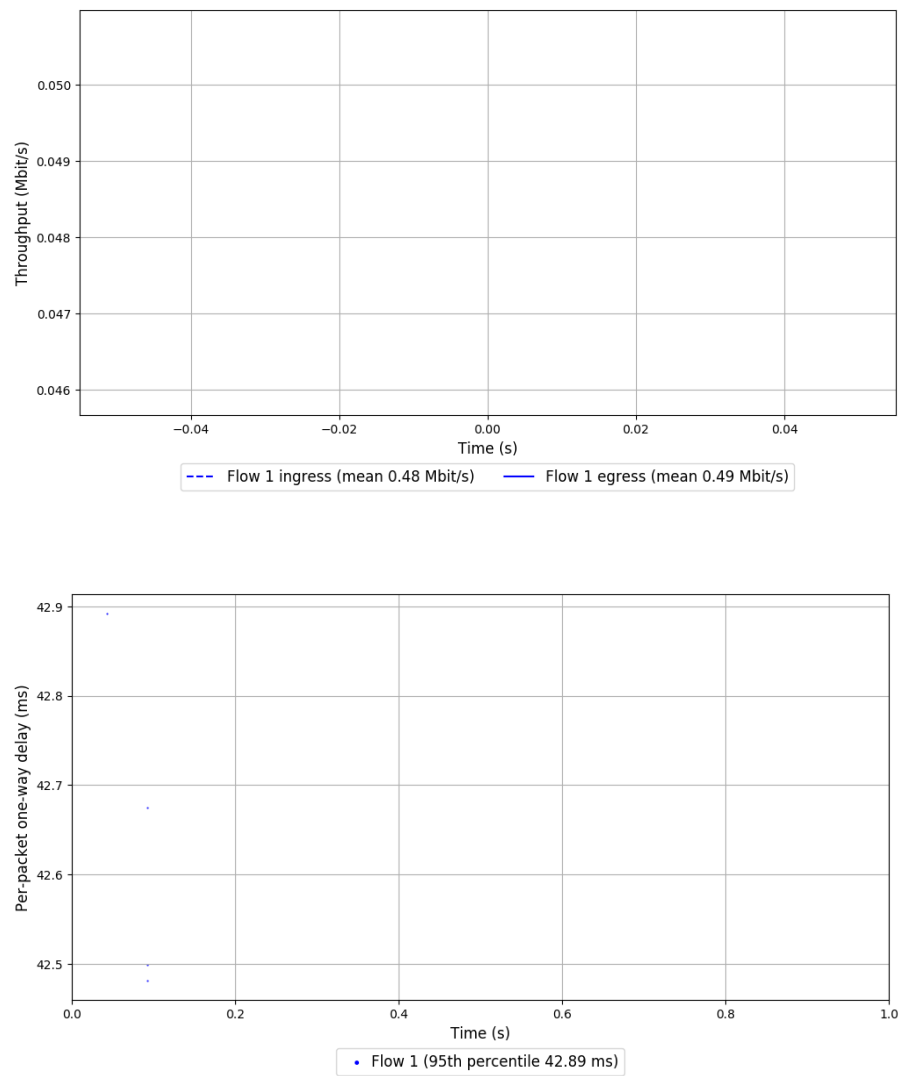 0.050
0.049
0.048
0.047
0.046
Throughput (Mbit/s)
−0.04 −0.02 0.00 0.02 0.04
Time (s)
Flow 1 ingress (mean 0.48 Mbit/s) Flow 1 egress (mean 0.49 Mbit/s)
42.9
42.8
42.7
42.6
42.5
Per-packet one-way delay (ms)
0.0 0.2 0.4 0.6 0.8 1.0
Time (s)
Flow 1 (95th percentile 42.89 ms)